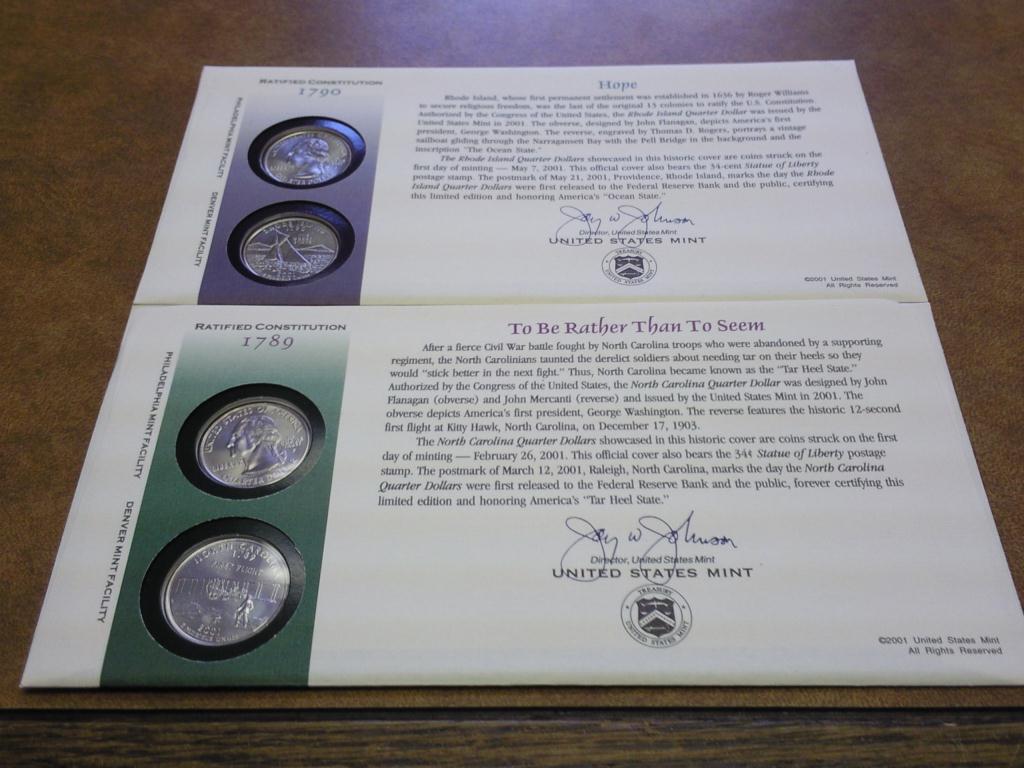 RATIFIED CONSTITUTION
1790
PHILADELPHIA MINT FACILITY
DENVER MINT FACILITY
Hope
Rhode Island, whose first permanent settlement was established in 1636 by Roger Williams
to secure religious freedom, was the last of the original 13 colonies to ratify the U.S. Constitution.
Authorized by the Congress of the United States, the Rhode Island Quarter Dollar was issued by the
United States Mint in 2001. The obverse, designed by John Flanagan, depicts America's first
president, George Washington. The reverse, engraved by Thomas D. Rogers, portrays a vintage
sailboat gliding through the Narragansett Bay with the Pell Bridge in the background and the
inscription "The Ocean State."
The Rhode Island Quarter Dollars showcased in this historic cover are coins struck on the
first day of minting — May 7, 2001. This official cover also bears the 34-cent Statue of Liberty
postage stamp. The postmark of May 21, 2001, Providence, Rhode Island, marks the day the Rhode
Island Quarter Dollars were first released to the Federal Reserve Bank and the public, certifying
this limited edition and honoring America's "Ocean State."
Jay W Johnson
Director, United States Mint
UNITED STATES MINT
©2001 United States Mint
All Rights Reserved
RATIFIED CONSTITUTION
1789
PHILADELPHIA MINT FACILITY
DENVER MINT FACILITY
UNITED STATES OF AMERICA
LIBERTY
QUARTER DOLLAR
NORTH CAROLINA
1789
FIRST FLIGHT
2001
E PLURIBUS UNUM
To Be Rather Than To Seem
After a fierce Civil War battle fought by North Carolina troops who were abandoned by a supporting
regiment, the North Carolinians taunted the derelict soldiers about needing tar on their heels so they
would "stick better in the next fight." Thus, North Carolina became known as the "Tar Heel State."
Authorized by the Congress of the United States, the North Carolina Quarter Dollar was designed by John
Flanagan (obverse) and John Mercanti (reverse) and issued by the United States Mint in 2001. The
obverse depicts America's first president, George Washington. The reverse features the historic 12-second
first flight at Kitty Hawk, North Carolina, on December 17, 1903.
The North Carolina Quarter Dollars showcased in this historic cover are coins struck on the first
day of minting — February 26, 2001. This official cover also bears the 34¢ Statue of Liberty postage
stamp. The postmark of March 12, 2001, Raleigh, North Carolina, marks the day the North Carolina
Quarter Dollars were first released to the Federal Reserve Bank and the public, forever certifying this
limited edition and honoring America's "Tar Heel State."
Jay W Johnson
Director, United States Mint
UNITED STATES MINT
TREASURY
UNITED STATES MINT
©2001 United States Mint
All Rights Reserved